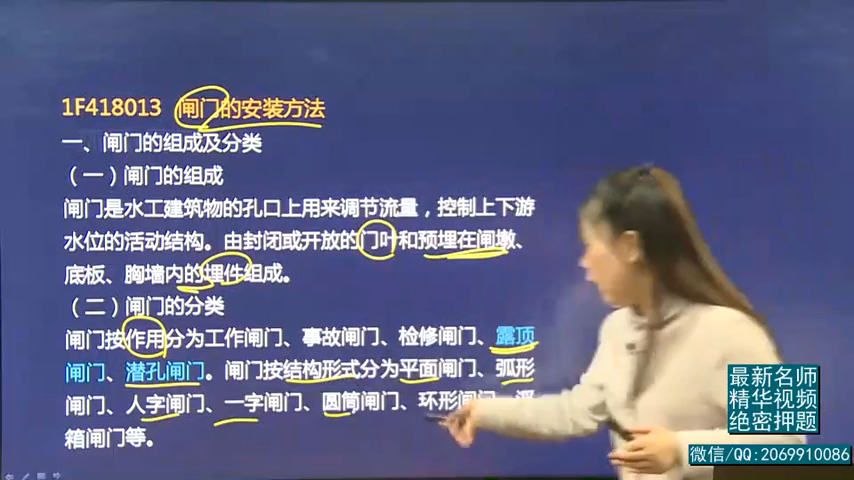 1F418013 闸门的安装方法
一、闸门的组成及分类
（一）闸门的组成
闸门是水工建筑物的孔口上用来调节流量，控制上下游
水位的活动结构。由封闭或开放的门叶和预埋在闸墩、
底板、胸墙内的埋件组成。
（二）闸门的分类
闸门按作用分为工作闸门、事故闸门、检修闸门、露顶
闸门、潜孔闸门。闸门按结构形式分为平面闸门、弧形
闸门、人字闸门、一字闸门、圆筒闸门、环形闸门、浮
箱闸门等。
最新名师
精华视频
绝密押题
微信/QQ:2069910086